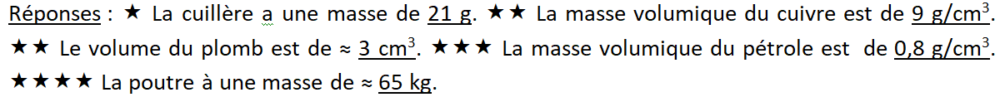 Réponses : ★ La cuillère a une masse de 21 g. ★★ La masse volumique du cuivre est de 9 g/cm³.
★★ Le volume du plomb est de ≈ 3 cm³. ★★★ La masse volumique du pétrole est de 0,8 g/cm³.
★★★★ La poutre à une masse de ≈ 65 kg.